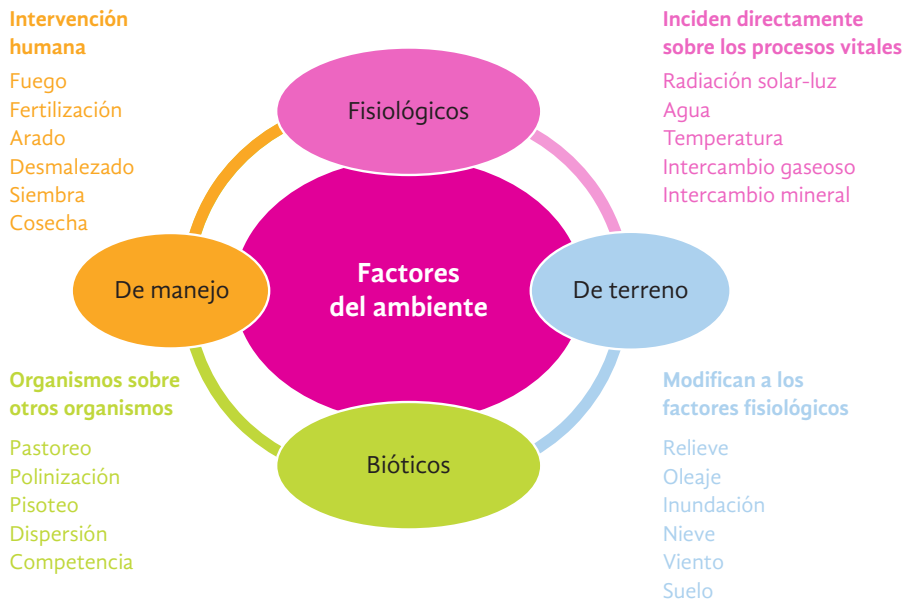 Intervención
humana
Fuego
Fertilización
Arado
Desmalezado
Siembra
Cosecha
Inciden directamente
sobre los procesos vitales
Radiación solar-luz
Agua
Temperatura
Intercambio gaseoso
Intercambio mineral
Fisiológicos
De manejo
Factores
del ambiente
De terreno
Bióticos
Organismos sobre
otros organismos
Pastoreo
Polinización
Pisoteo
Dispersión
Competencia
Modifican a los
factores fisiológicos
Relieve
Oleaje
Inundación
Nieve
Viento
Suelo